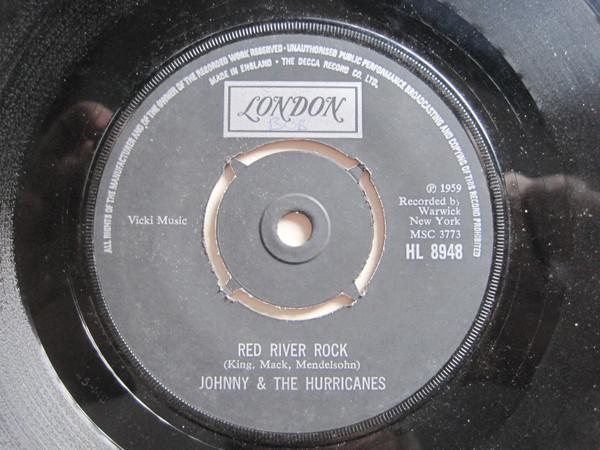 ALL RIGHTS OF THE MANUFACTURER AND OF THE OWNER OF THE RECORDED WORK RESERVED · UNAUTHORISED PUBLIC PERFORMANCE BROADCASTING AND COPYING OF THIS RECORD PROHIBITED
MADE IN ENGLAND · THE DECCA RECORD CO. LTD.
LONDON
Vicki Music
℗ 1959
Recorded by
Warwick
New York
MSC 3773
HL 8948
RED RIVER ROCK
(King, Mack, Mendelsohn)
JOHNNY & THE HURRICANES